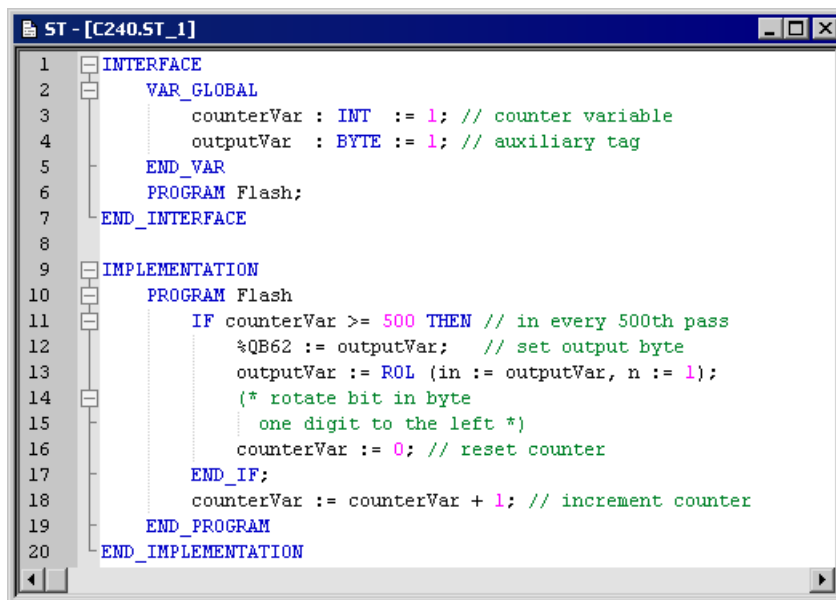 ST - [C240.ST_1]
1 INTERFACE
2 VAR_GLOBAL
3 counterVar : INT := 1; // counter variable
4 outputVar : BYTE := 1; // auxiliary tag
5 END_VAR
6 PROGRAM Flash;
7 END_INTERFACE
8
9 IMPLEMENTATION
10 PROGRAM Flash
11 IF counterVar >= 500 THEN // in every 500th pass
12 %QB62 := outputVar; // set output byte
13 outputVar := ROL (in := outputVar, n := 1);
14 (* rotate bit in byte
15 one digit to the left *)
16 counterVar := 0; // reset counter
17 END_IF;
18 counterVar := counterVar + 1; // increment counter
19 END_PROGRAM
20 END_IMPLEMENTATION